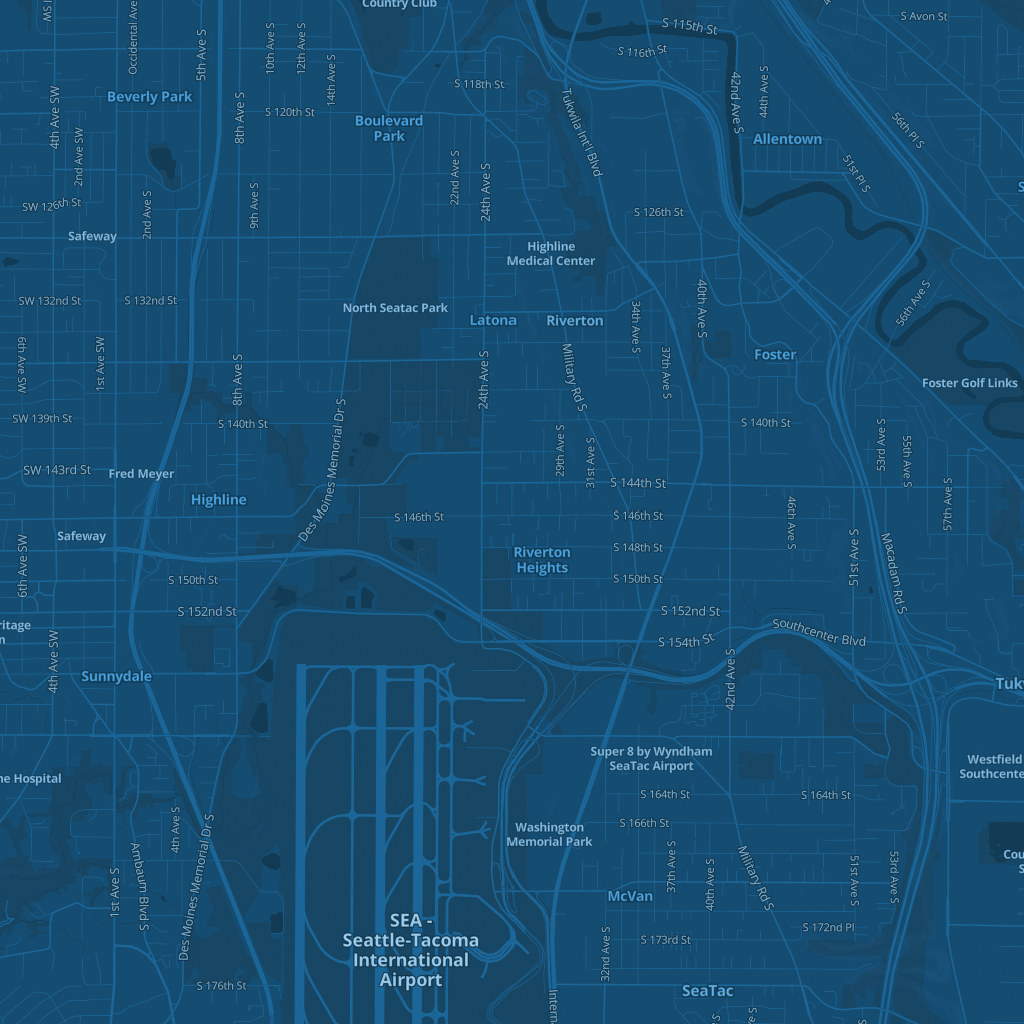 Country Club
S Avon St
S 115th St
S 116th St
Occidental Ave
5th Ave S
10th Ave S
12th Ave S
14th Ave S
S 118th St
42nd Ave S
44th Ave S
Beverly Park
4th Ave SW
8th Ave S
S 120th St
Boulevard
Park
Tukwila Int'l Blvd
56th Pl S
Allentown
2nd Ave SW
22nd Ave S
24th Ave S
51st Pl S
SW 126th St
2nd Ave S
9th Ave S
S 126th St
Safeway
Highline
Medical Center
SW 132nd St
S 132nd St
North Seatac Park
40th Ave S
56th Ave S
Latona
Riverton
34th Ave S
6th Ave SW
1st Ave SW
8th Ave S
24th Ave S
Military Rd S
37th Ave S
Foster
Foster Golf Links
SW 139th St
S 140th St
S 140th St
Des Moines Memorial Dr S
29th Ave S
31st Ave S
53rd Ave S
55th Ave S
SW 143rd St
Fred Meyer
S 144th St
57th Ave S
Highline
S 146th St
S 146th St
46th Ave S
Safeway
6th Ave SW
Riverton
Heights
S 148th St
51st Ave S
Macadam Rd S
S 150th St
S 150th St
S 152nd St
S 152nd St
Southcenter Blvd
S 154th St
4th Ave SW
Sunnydale
42nd Ave S
Super 8 by Wyndham
SeaTac Airport
Westfield
Hospital
S 164th St
S 164th St
4th Ave S
Ambaum Blvd S
Des Moines Memorial Dr S
Washington
Memorial Park
S 166th St
37th Ave S
40th Ave S
Military Rd S
51st Ave S
53rd Ave S
1st Ave S
McVan
SEA -
Seattle-Tacoma
International
Airport
32nd Ave S
S 172nd Pl
S 173rd St
S 176th St
SeaTac